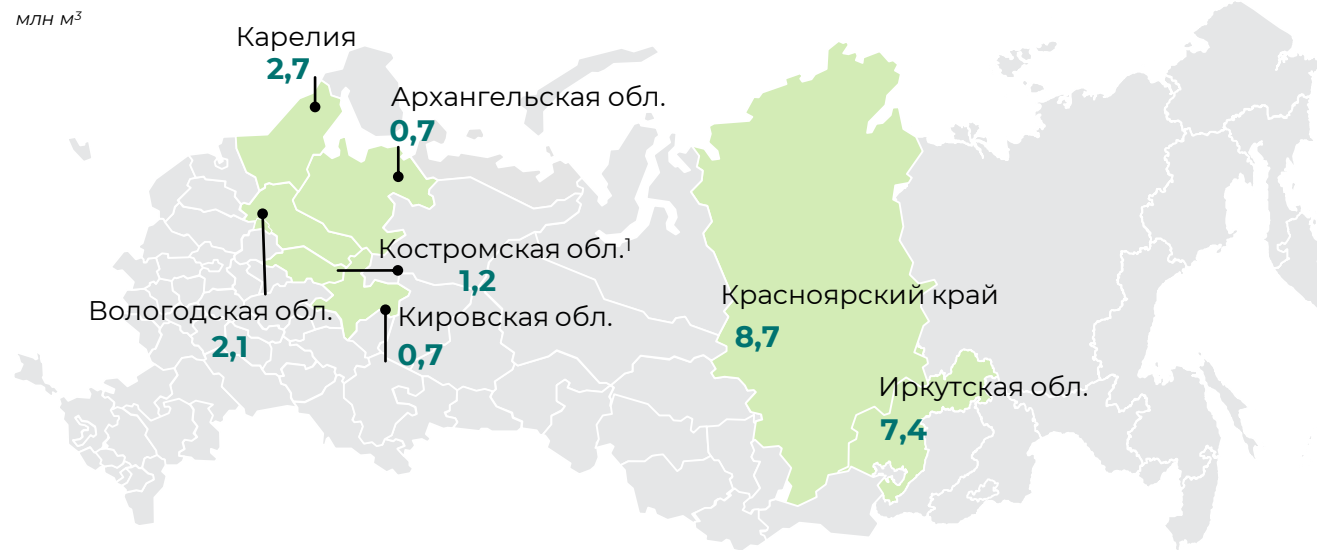 млн м³
Карелия
2,7
Архангельская обл.
0,7
Костромская обл.¹
1,2
Вологодская обл.
2,1
Кировская обл.
0,7
Красноярский край
8,7
Иркутская обл.
7,4